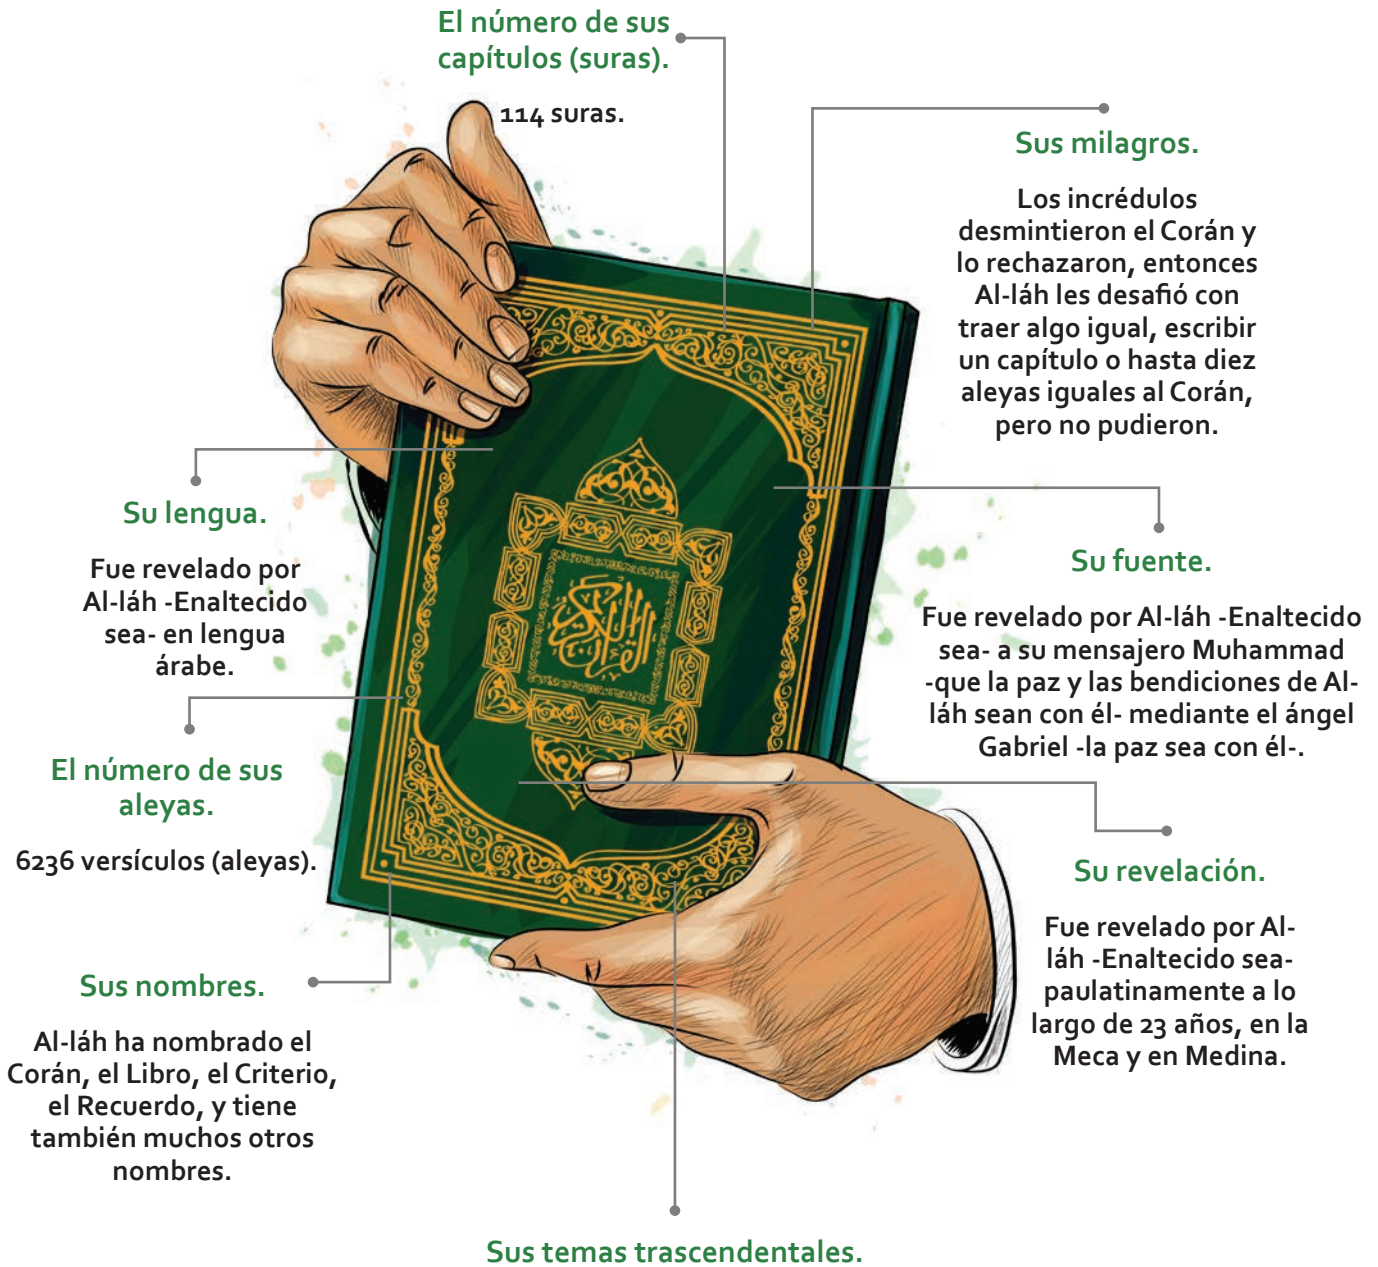 El número de sus
capítulos (suras).
114 suras.
Sus milagros.
Los incrédulos
desmintieron el Corán y
lo rechazaron, entonces
Al-láh les desafió con
traer algo igual, escribir
un capítulo o hasta diez
aleyas iguales al Corán,
pero no pudieron.
Su lengua.
Fue revelado por
Al-láh -Enaltecido
sea- en lengua
árabe.
Su fuente.
Fue revelado por Al-láh -Enaltecido
sea- a su mensajero Muhammad
-que la paz y las bendiciones de Al-
láh sean con él- mediante el ángel
Gabriel -la paz sea con él-.
القرآن الكريم
El número de sus
aleyas.
6236 versículos (aleyas).
Su revelación.
Fue revelado por Al-
láh -Enaltecido sea-
paulatinamente a lo
largo de 23 años, en la
Meca y en Medina.
Sus nombres.
Al-láh ha nombrado el
Corán, el Libro, el Criterio,
el Recuerdo, y tiene
también muchos otros
nombres.
Sus temas trascendentales.